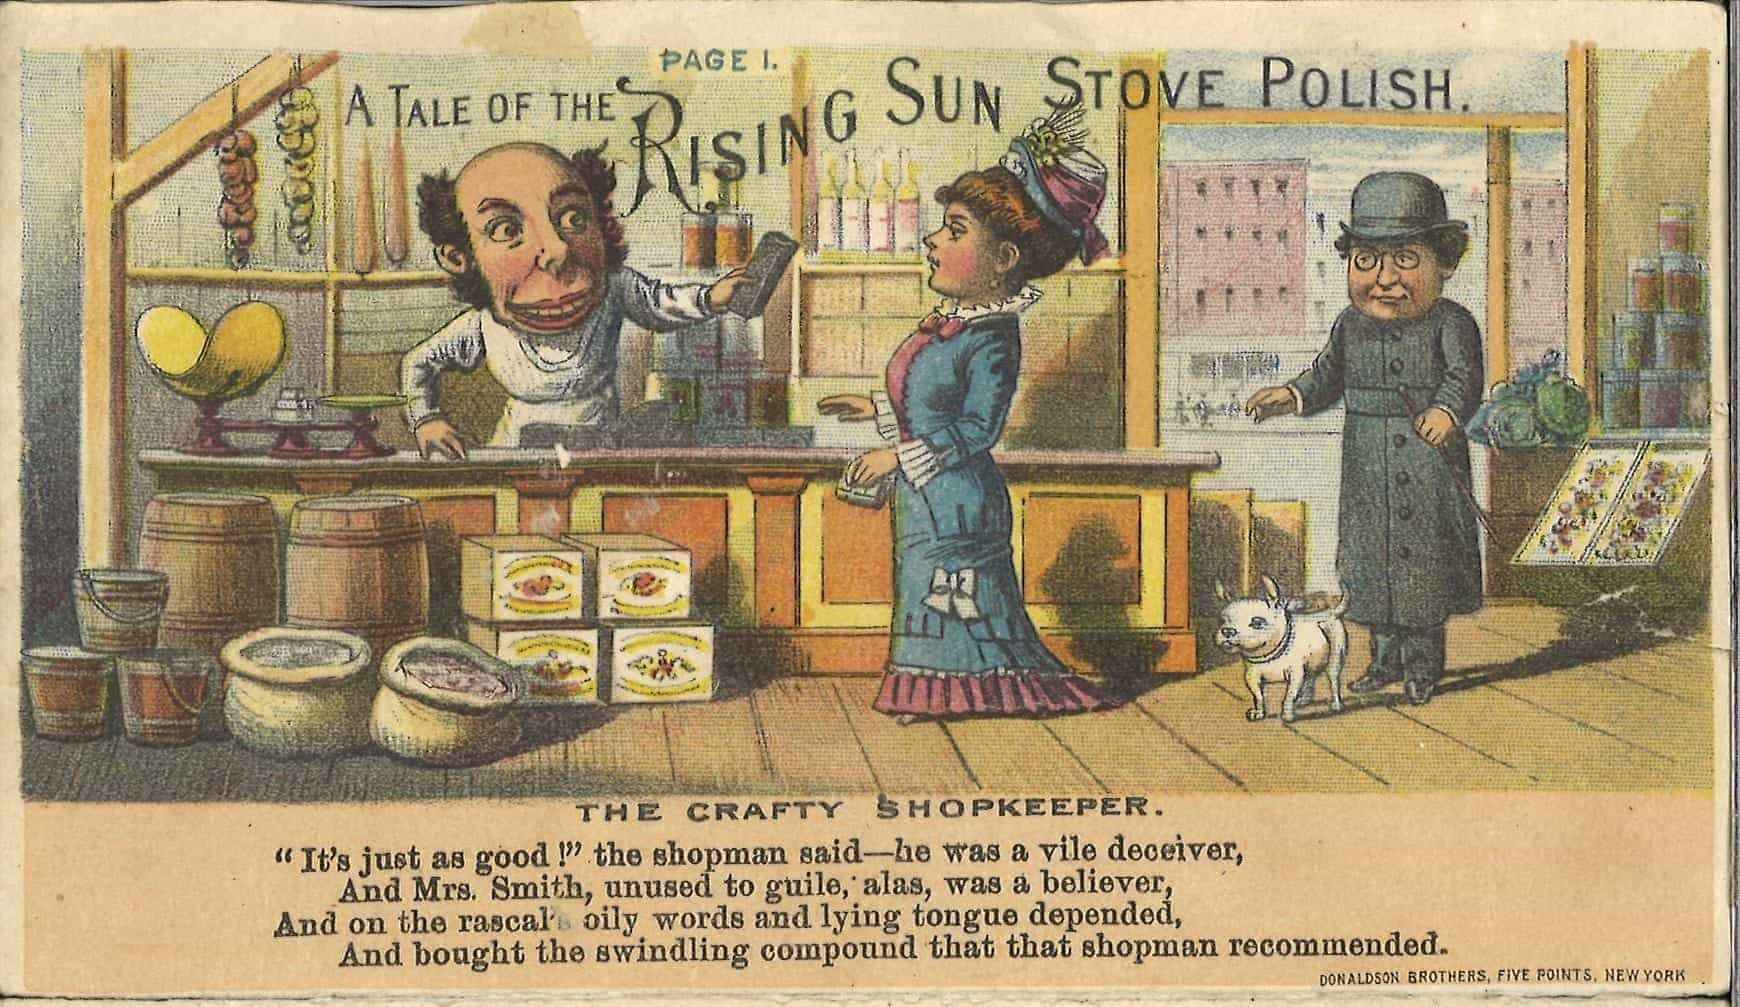 PAGE 1.
A TALE OF THE RISING SUN STOVE POLISH.
THE CRAFTY SHOPKEEPER.
“It's just as good!” the shopman said—he was a vile deceiver,
And Mrs. Smith, unused to guile, alas, was a believer,
And on the rascal's oily words and lying tongue depended,
And bought the swindling compound that that shopman recommended.
DONALDSON BROTHERS, FIVE POINTS, NEW YORK